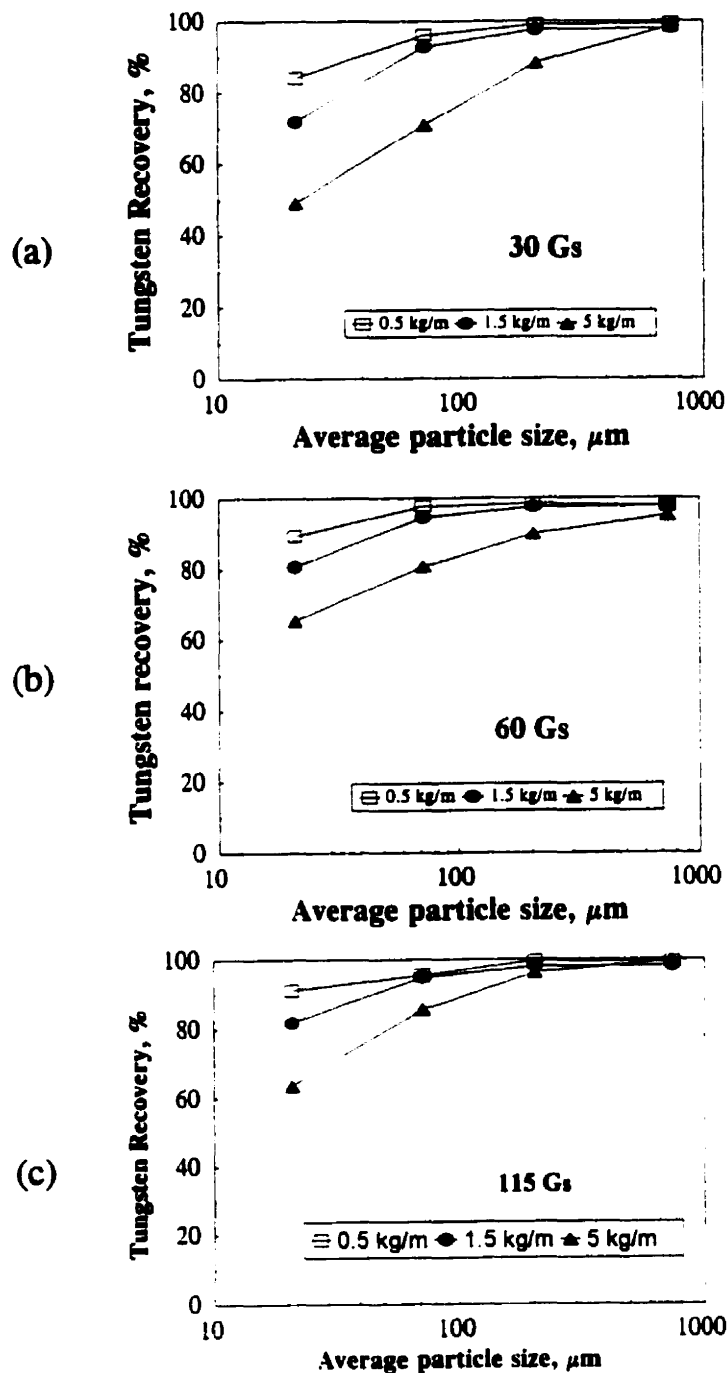 (a)
Tungsten Recovery, %
100
80
60
40
20
0
30 Gs
0.5 kg/m 1.5 kg/m 5 kg/m
10 100 1000
Average particle size, µm
(b)
Tungsten recovery, %
100
80
60
40
20
0
60 Gs
0.5 kg/m 1.5 kg/m 5 kg/m
10 100 1000
Average particle size, µm
(c)
Tungsten Recovery, %
100
80
60
40
20
0
115 Gs
0.5 kg/m 1.5 kg/m 5 kg/m
10 100 1000
Average particle size, µm